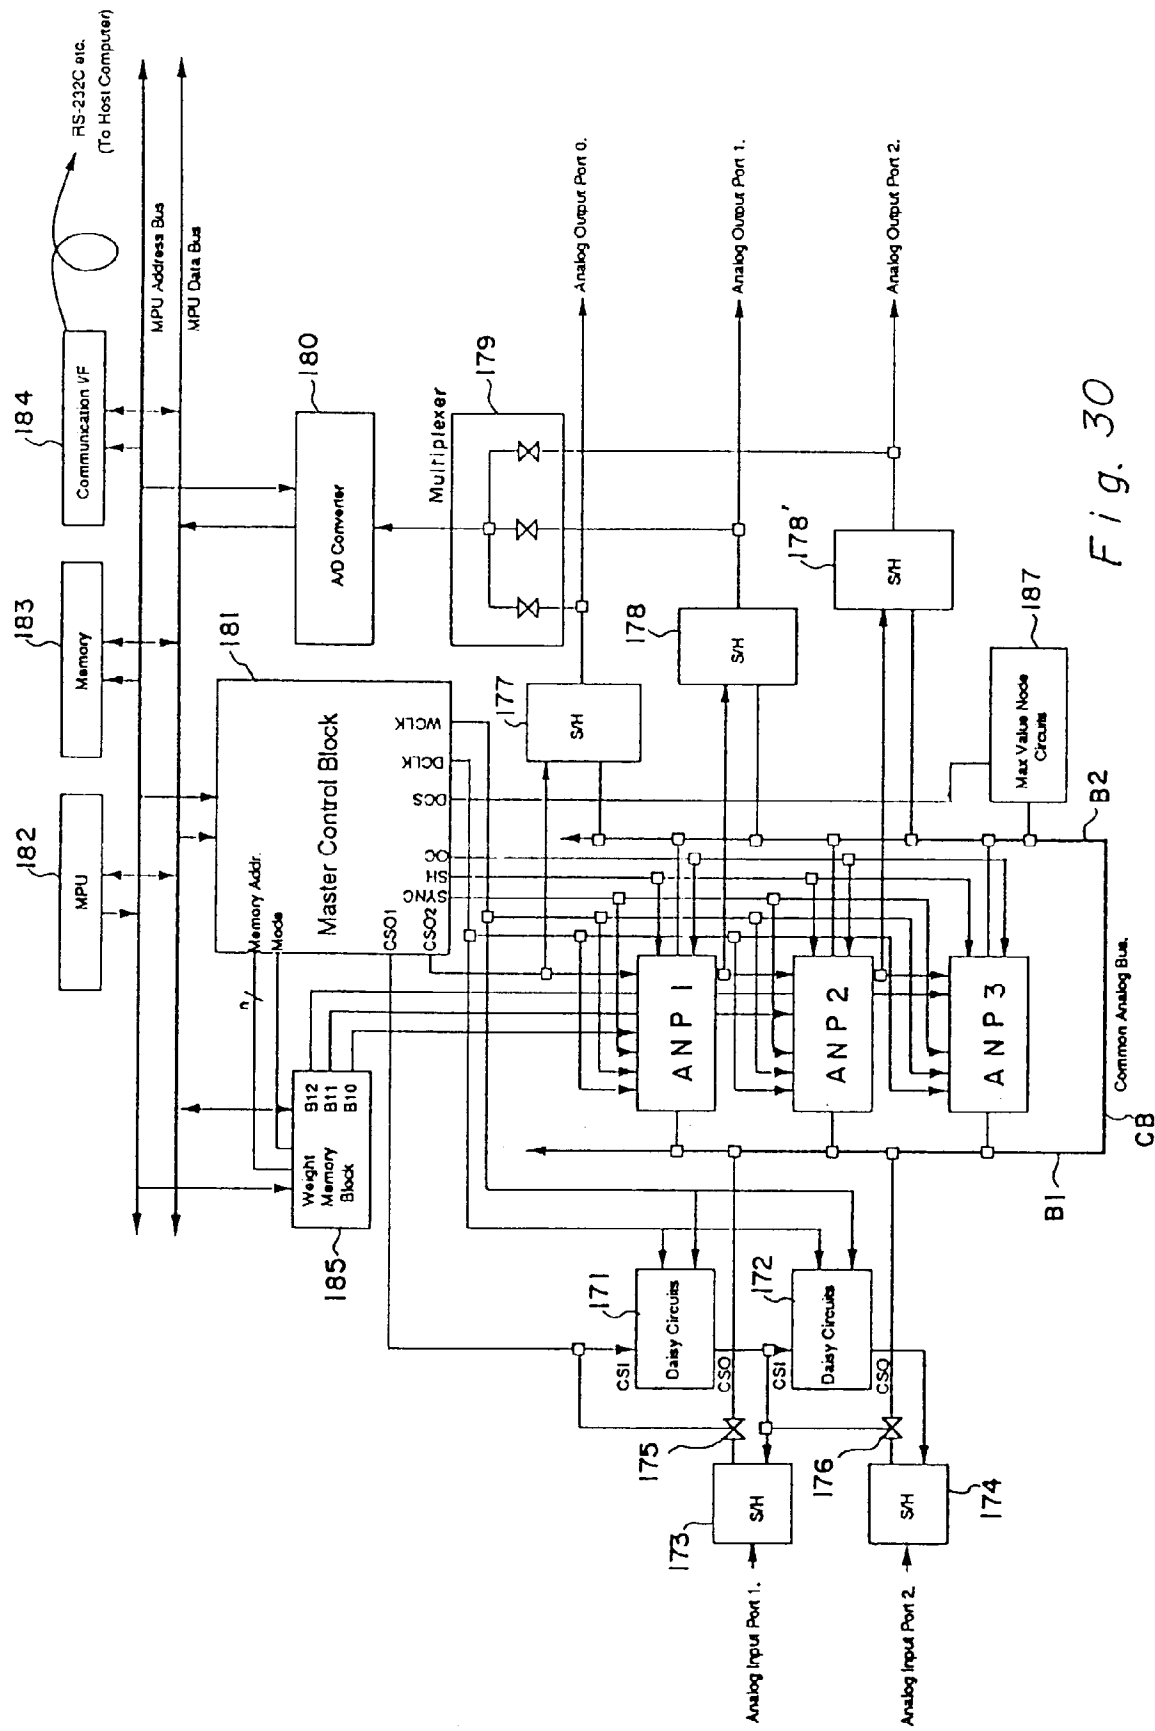 RS-232C etc.
(To Host Computer)
184
Communication I/F
MPU Address Bus
MPU Data Bus
183
Memory
182
MPU
180
A/D Converter
Multiplexer
179
181
Master Control Block
Memory Addr.
Mode
CSO1
CSO2
SYNC
SH
OC
DCS
DCLK
WCLK
n
B12
B11
B10
Weight
Memory
Block
185
177
S/H
Analog Output Port 0.
178
S/H
Analog Output Port 1.
178'
S/H
Analog Output Port 2.
187
Max Value Node
Circuits
B2
ANP 1
ANP 2
ANP 3
Common Analog Bus.
CB
B1
171
CSI
Daisy Circuits
CSO
172
CSI
Daisy Circuits
CSO
175
176
173
S/H
174
S/H
Analog Input Port 1.
Analog Input Port 2.
Fig. 30